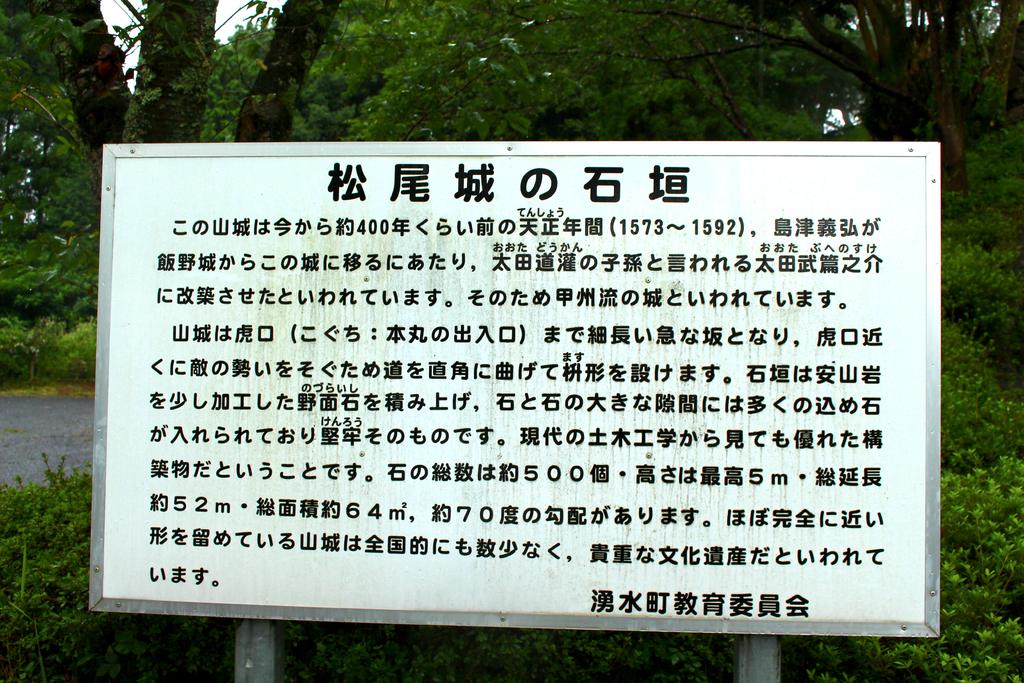 松尾城の石垣
この山城は今から約400年くらい前の天正年間(1573〜1592)，島津義弘が
飯野城からこの城に移るにあたり，太田道灌の子孫と言われる太田武篇之介
に改築させたといわれています。そのため甲州流の城といわれています。
山城は虎口（こぐち：本丸の出入口）まで細長い急な坂となり，虎口近
くに敵の勢いをそぐため道を直角に曲げて枡形を設けます。石垣は安山岩
を少し加工した野面石を積み上げ，石と石の大きな隙間には多くの込め石
が入れられており堅牢そのものです。現代の土木工学から見ても優れた構
築物だということです。石の総数は約５００個・高さは最高５ｍ・総延長
約５２ｍ・総面積約６４㎡，約７０度の勾配があります。ほぼ完全に近い
形を留めている山城は全国的にも数少なく，貴重な文化遺産だといわれて
います。
湧水町教育委員会